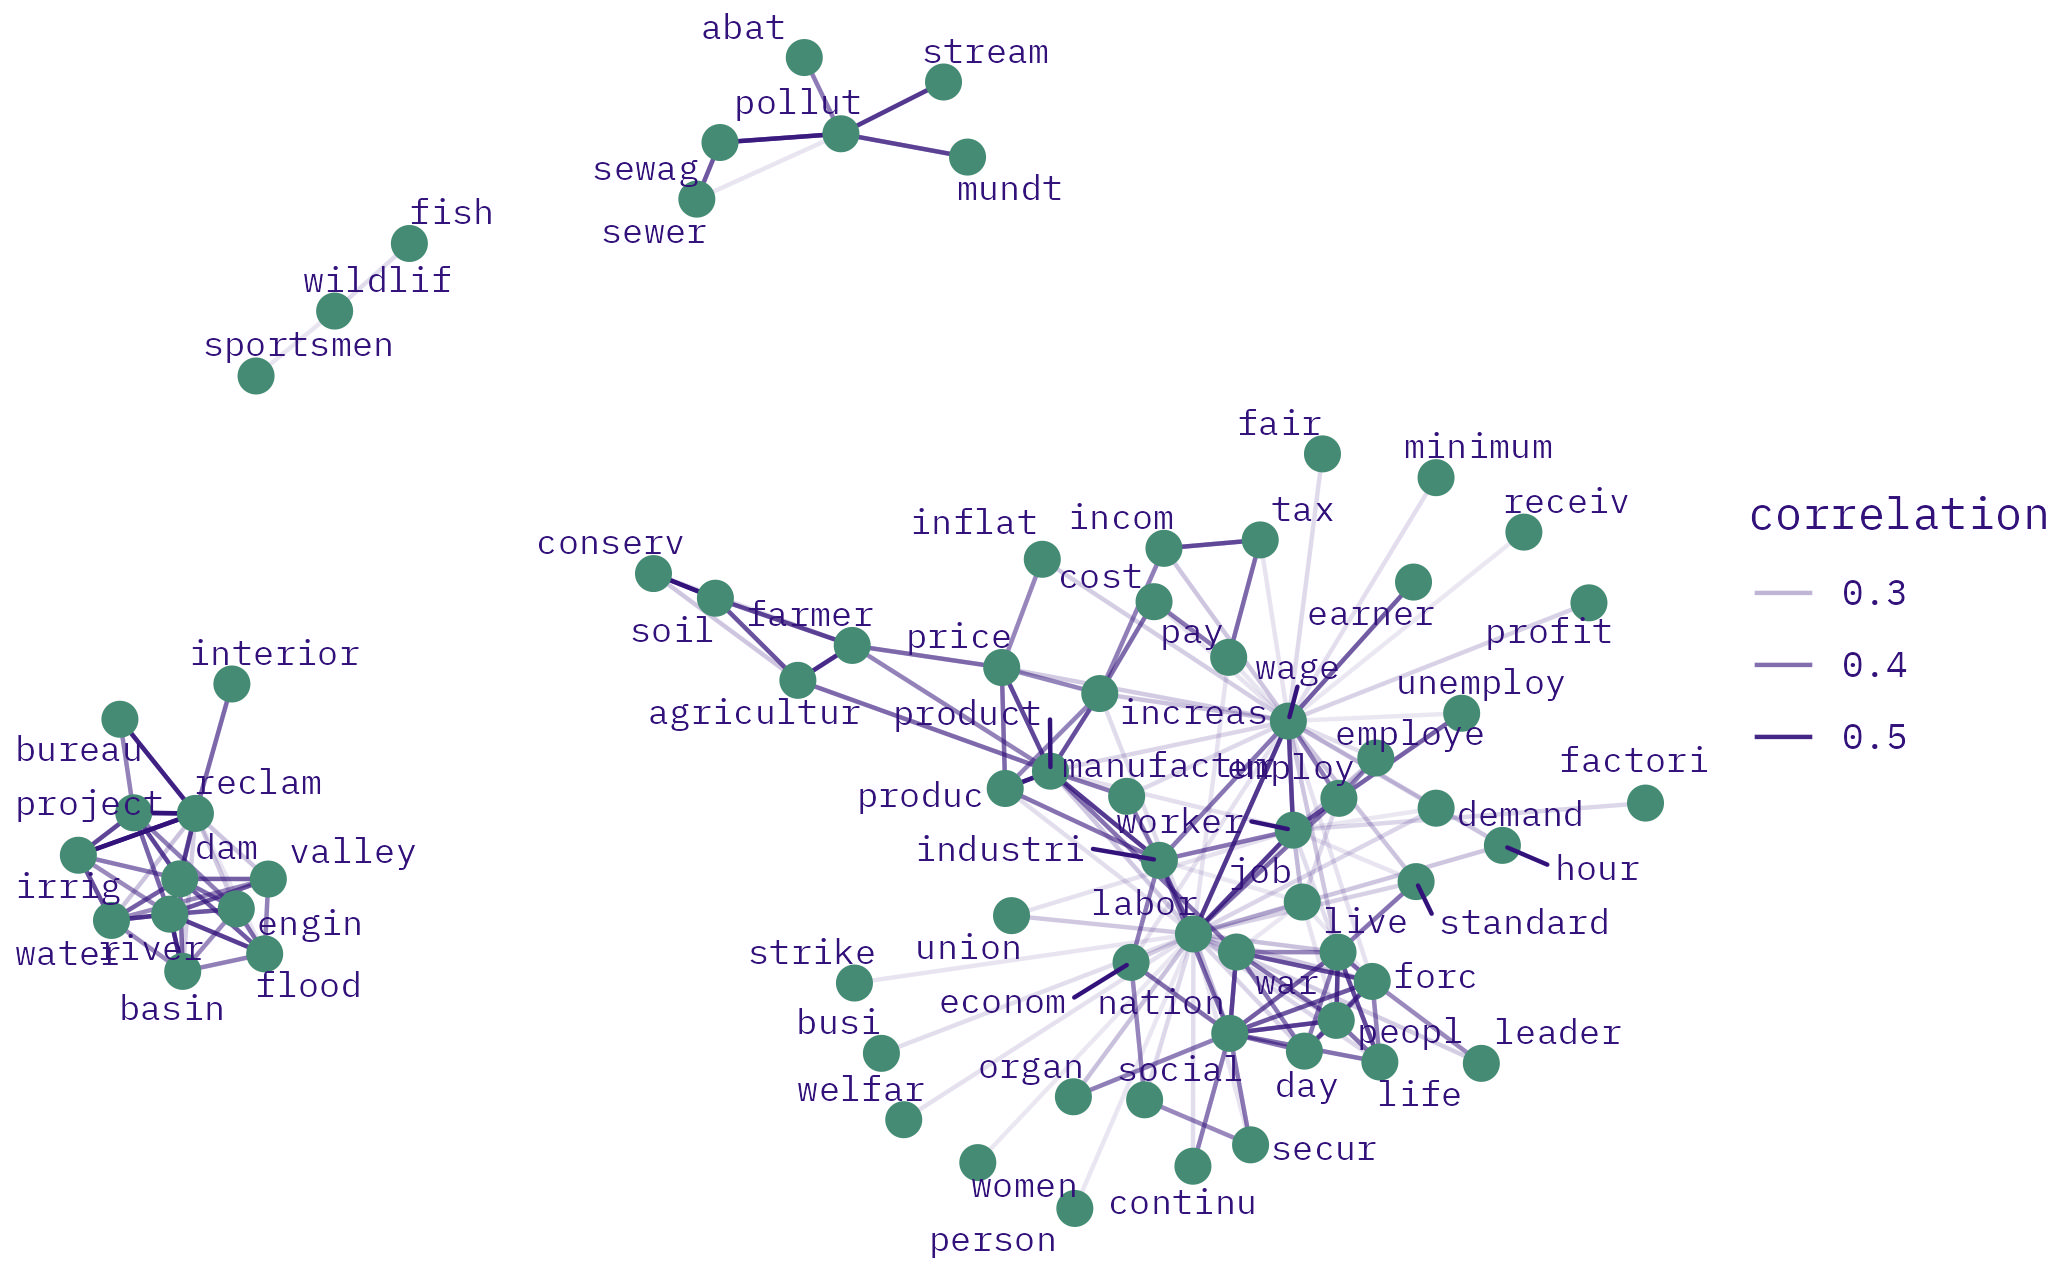 abat
stream
pollut
sewag
mundt
sewer
fish
wildlif
sportsmen
fair
minimum
receiv
tax
incom
inflat
conserv
cost
earner
farmer
soil
price
pay
profit
wage
unemploy
agricultur
product
increas
employe
factori
manufactur
employ
produc
worker
demand
industri
job
hour
labor
live
standard
union
strike
econom
nation
war
forc
busi
peopl
leader
organ
social
day
life
welfar
secur
women
continu
person
interior
bureau
reclam
project
dam
valley
irrig
engin
water
river
flood
basin
correlation
0.3
0.4
0.5